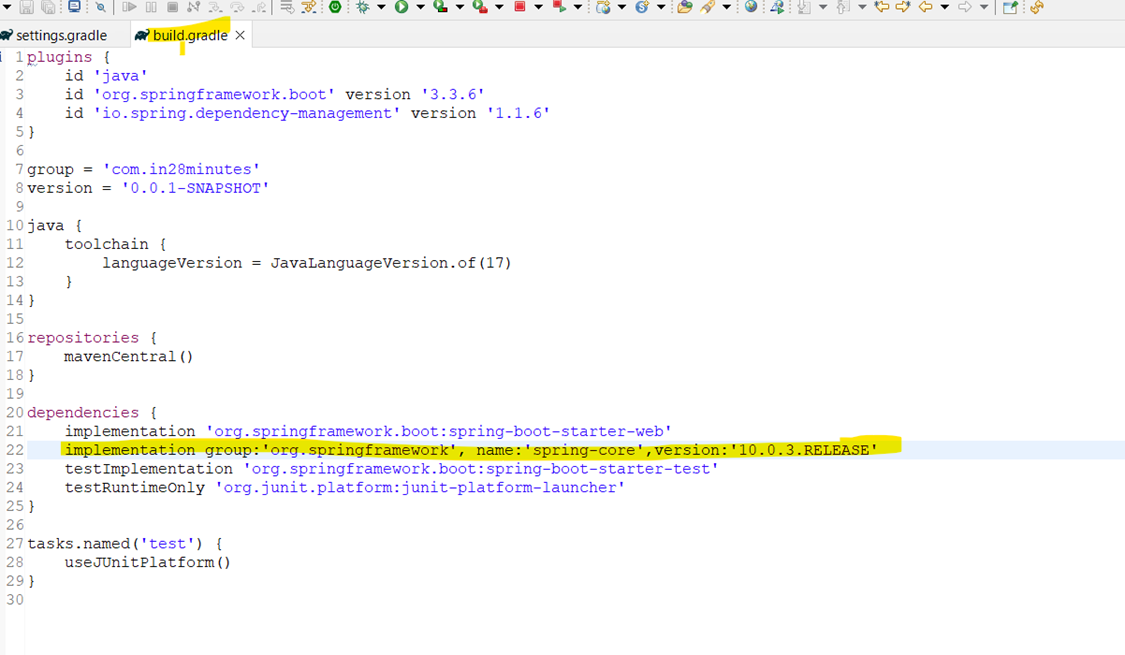 settings.gradle build.gradle
1 plugins {
2 id 'java'
3 id 'org.springframework.boot' version '3.3.6'
4 id 'io.spring.dependency-management' version '1.1.6'
5 }
6
7 group = 'com.in28minutes'
8 version = '0.0.1-SNAPSHOT'
9
10 java {
11 toolchain {
12 languageVersion = JavaLanguageVersion.of(17)
13 }
14 }
15
16 repositories {
17 mavenCentral()
18 }
19
20 dependencies {
21 implementation 'org.springframework.boot:spring-boot-starter-web'
22 implementation group:'org.springframework', name:'spring-core',version:'10.0.3.RELEASE'
23 testImplementation 'org.springframework.boot:spring-boot-starter-test'
24 testRuntimeOnly 'org.junit.platform:junit-platform-launcher'
25 }
26
27 tasks.named('test') {
28 useJUnitPlatform()
29 }
30